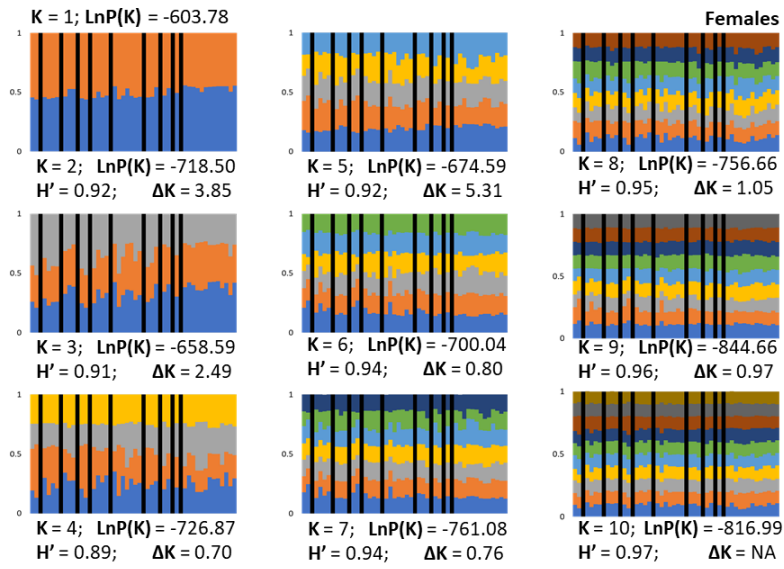 K = 1; LnP(K) = -603.78
Females
1
0.5
0
K = 2; LnP(K) = -718.50
H’ = 0.92; ΔK = 3.85
1
0.5
0
K = 5; LnP(K) = -674.59
H’ = 0.92; ΔK = 5.31
1
0.5
0
K = 8; LnP(K) = -756.66
H’ = 0.95; ΔK = 1.05
1
0.5
0
K = 3; LnP(K) = -658.59
H’ = 0.91; ΔK = 2.49
1
0.5
0
K = 6; LnP(K) = -700.04
H’ = 0.94; ΔK = 0.80
1
0.5
0
K = 9; LnP(K) = -844.66
H’ = 0.96; ΔK = 0.97
1
0.5
0
K = 4; LnP(K) = -726.87
H’ = 0.89; ΔK = 0.70
1
0.5
0
K = 7; LnP(K) = -761.08
H’ = 0.94; ΔK = 0.76
1
0.5
0
K = 10; LnP(K) = -816.99
H’ = 0.97; ΔK = NA